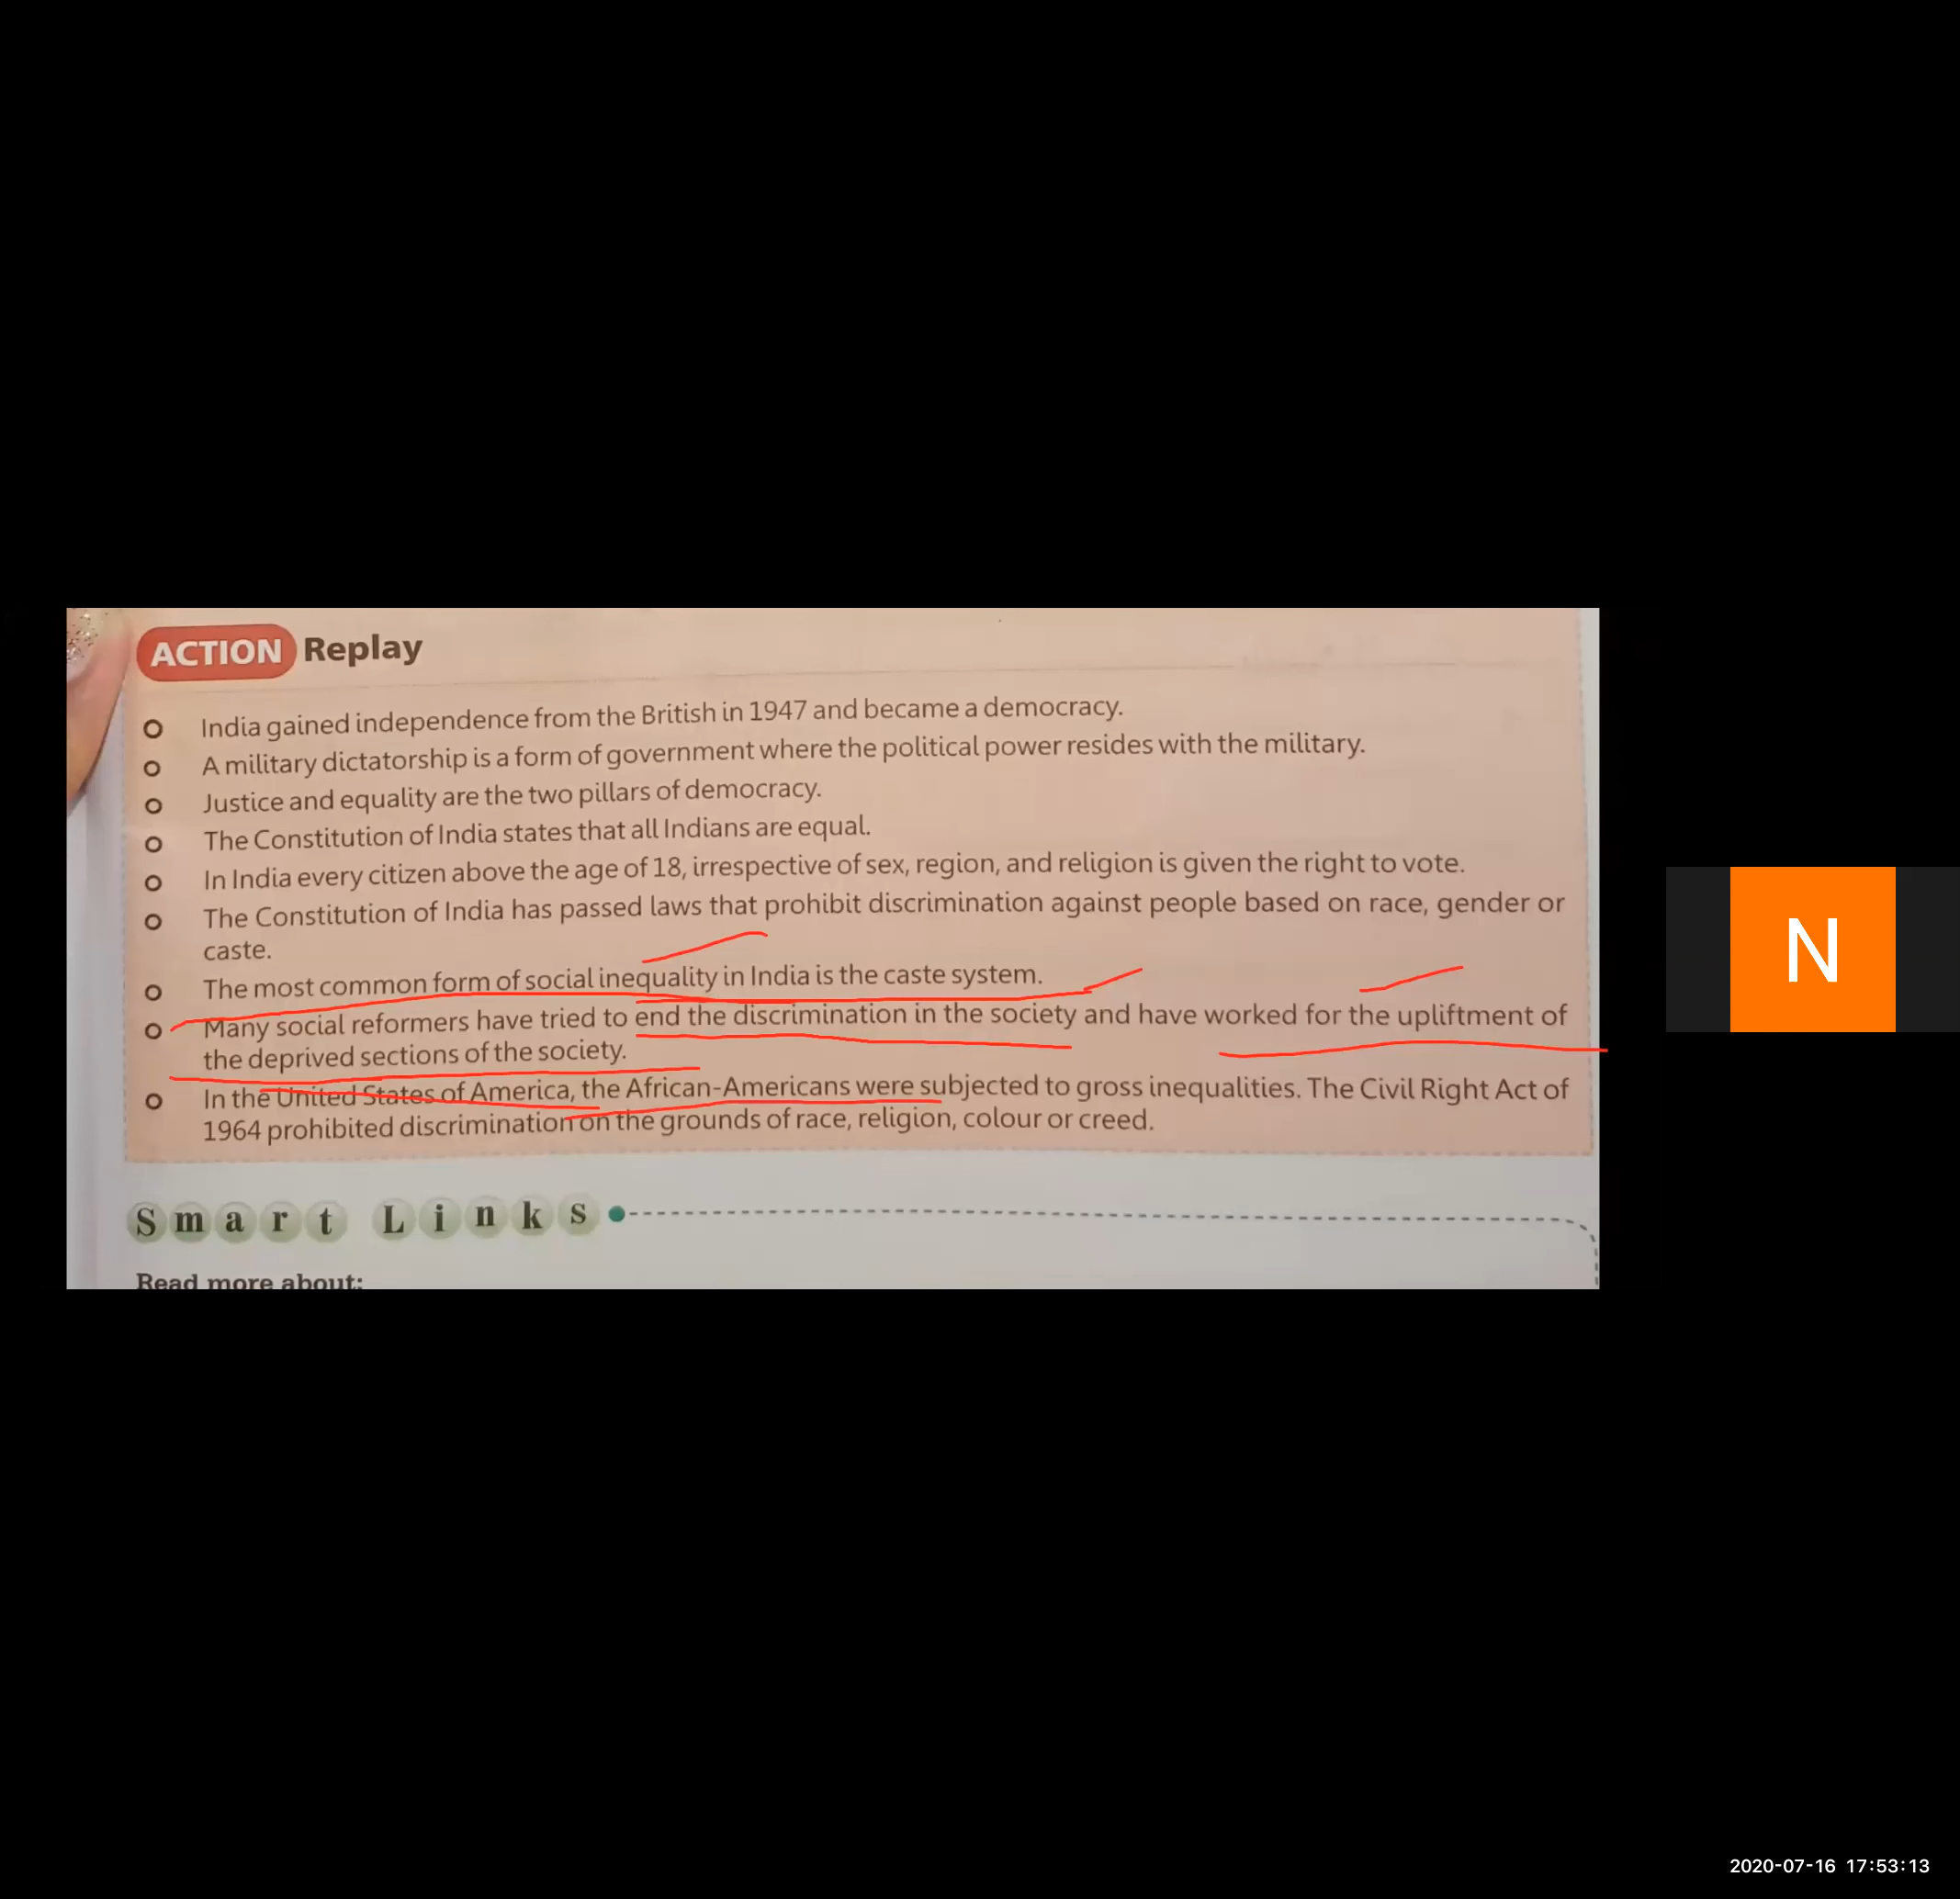 ACTION Replay
India gained independence from the British in 1947 and became a democracy.
A military dictatorship is a form of government where the political power resides with the military.
Justice and equality are the two pillars of democracy.
The Constitution of India states that all Indians are equal.
In India every citizen above the age of 18, irrespective of sex, region, and religion is given the right to vote.
The Constitution of India has passed laws that prohibit discrimination against people based on race, gender or
caste.
The most common form of social inequality in India is the caste system.
Many social reformers have tried to end the discrimination in the society and have worked for the upliftment of
the deprived sections of the society.
In the United States of America, the African-Americans were subjected to gross inequalities. The Civil Right Act of
1964 prohibited discrimination on the grounds of race, religion, colour or creed.
Smart Links
Read more about:
N
2020-07-16 17:53:13